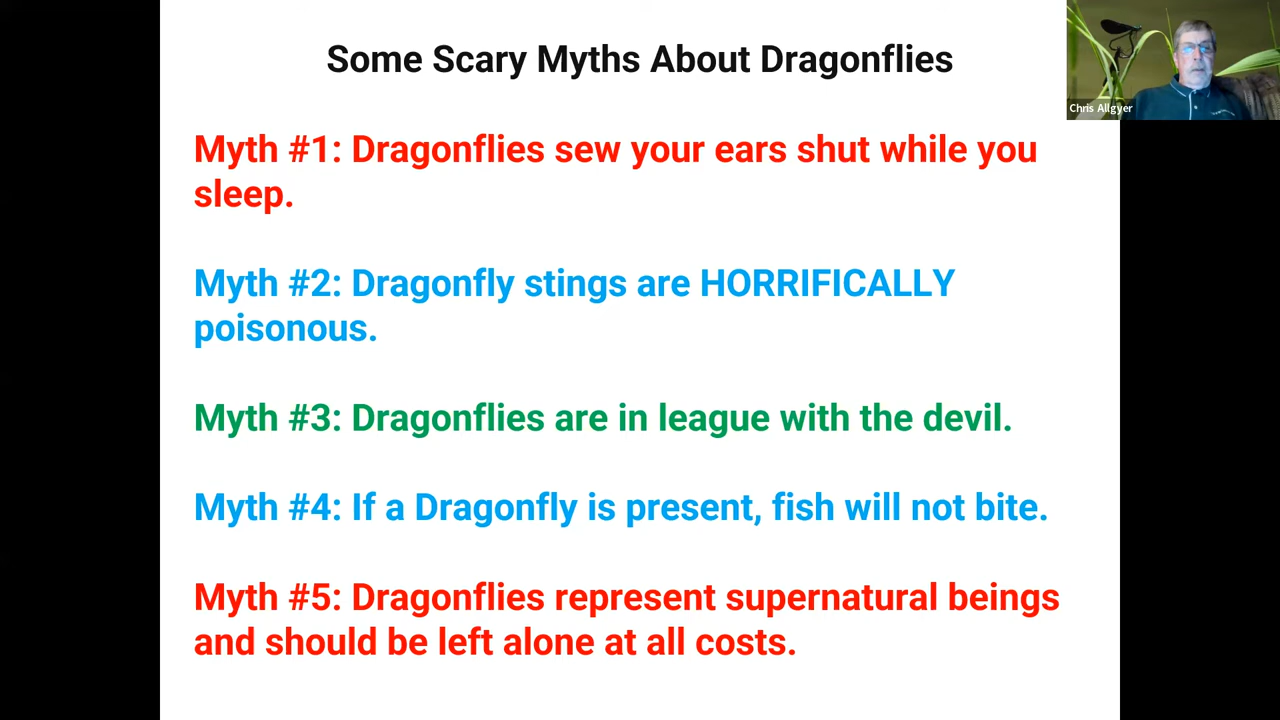 Some Scary Myths About Dragonflies
Chris Allgyer
Myth #1: Dragonflies sew your ears shut while you
sleep.
Myth #2: Dragonfly stings are HORRIFICALLY
poisonous.
Myth #3: Dragonflies are in league with the devil.
Myth #4: If a Dragonfly is present, fish will not bite.
Myth #5: Dragonflies represent supernatural beings
and should be left alone at all costs.